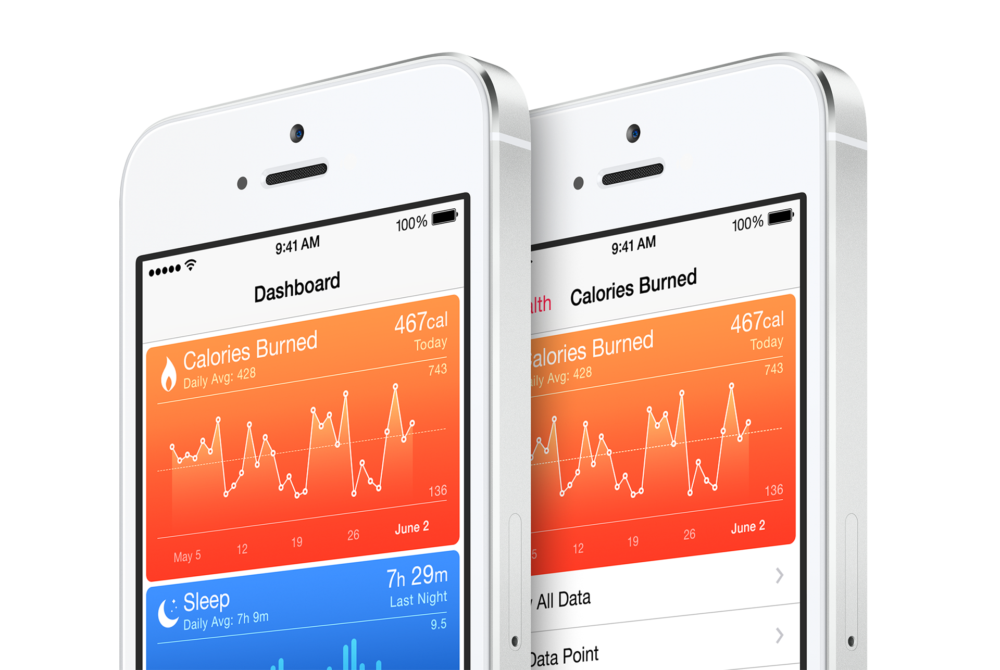 100%
9:41 AM
Dashboard
Calories Burned
467cal
Daily Avg: 428
Today
743
136
May 5 12 19 26 June 2
Sleep
7h 29m
Daily Avg: 7h 9m
Last Night
9.5
100%
9:41 AM
alth Calories Burned
alories Burned
467cal
aily Avg: 428
Today
743
136
5 12 19 26 June 2
All Data
Data Point